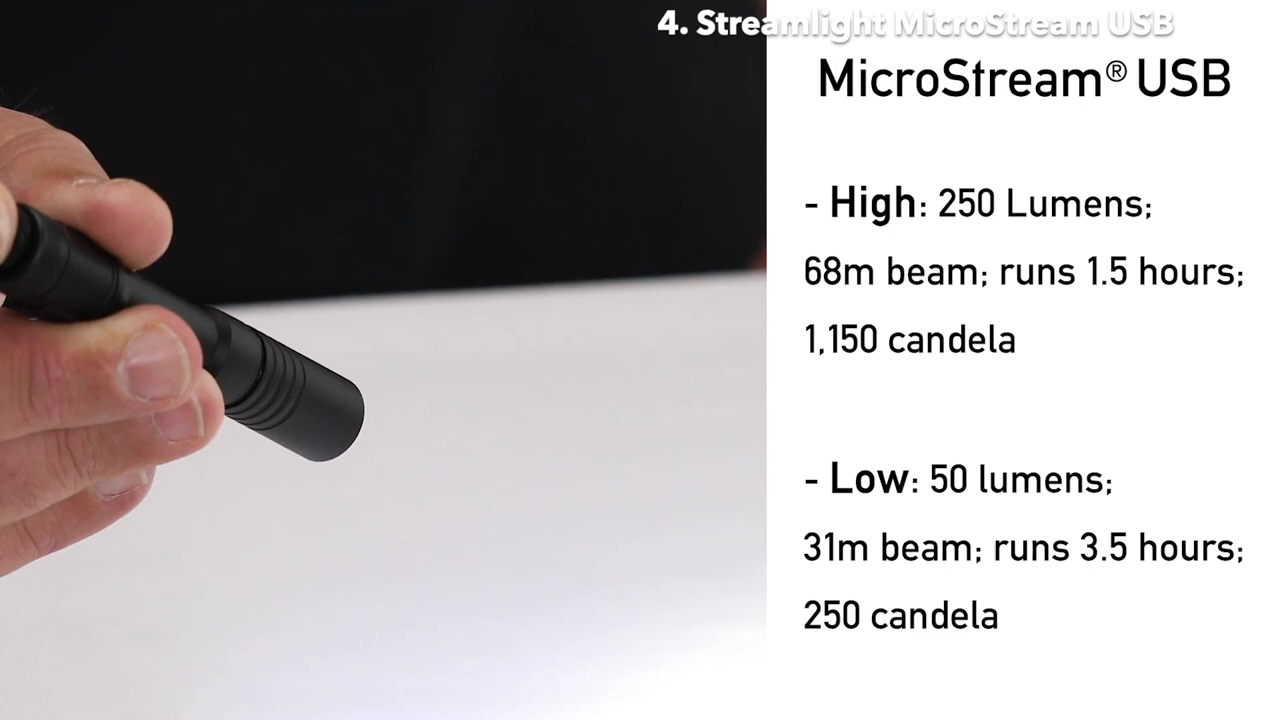 4. Streamlight MicroStream USB
MicroStream® USB
- High: 250 Lumens;
68m beam; runs 1.5 hours;
1,150 candela
- Low: 50 lumens;
31m beam; runs 3.5 hours;
250 candela